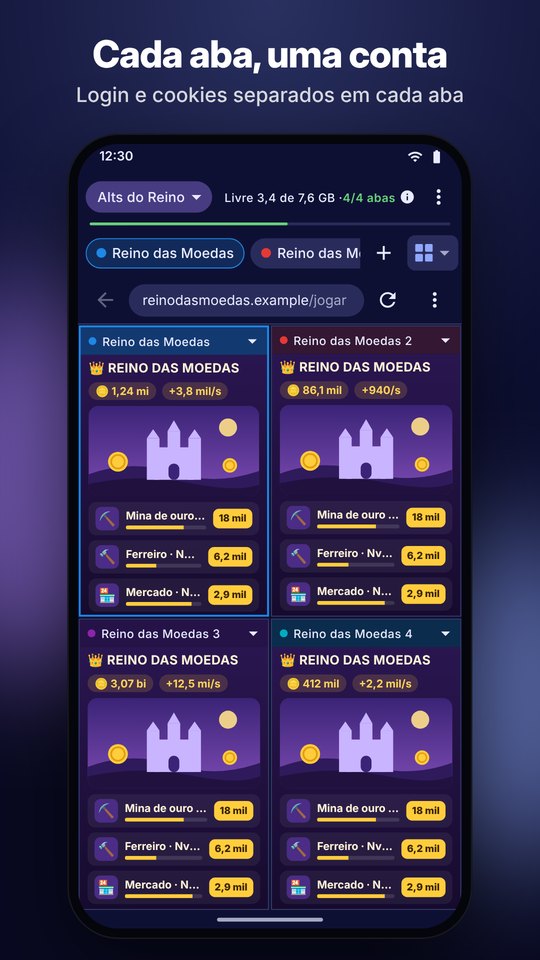 Cada aba, uma conta
Login e cookies separados em cada aba
12:30
Alts do Reino
Livre 3,4 de 7,6 GB · 4/4 abas
Reino das Moedas
Reino das Mo
reinodasmoedas.example/jogar
Reino das Moedas
REINO DAS MOEDAS
1,24 mi
+3,8 mil/s
Mina de ouro...
18 mil
Ferreiro · N...
6,2 mil
Mercado · N...
2,9 mil
Reino das Moedas 2
REINO DAS MOEDAS
86,1 mil
+940/s
Mina de ouro ...
18 mil
Ferreiro · Nv...
6,2 mil
Mercado · N...
2,9 mil
Reino das Moedas 3
REINO DAS MOEDAS
3,07 bi
+12,5 mi/s
Mina de ouro ...
18 mil
Ferreiro · Nv...
6,2 mil
Mercado · N...
2,9 mil
Reino das Moedas 4
REINO DAS MOEDAS
412 mil
+2,2 mil/s
Mina de ouro ...
18 mil
Ferreiro · Nv...
6,2 mil
Mercado · N...
2,9 mil